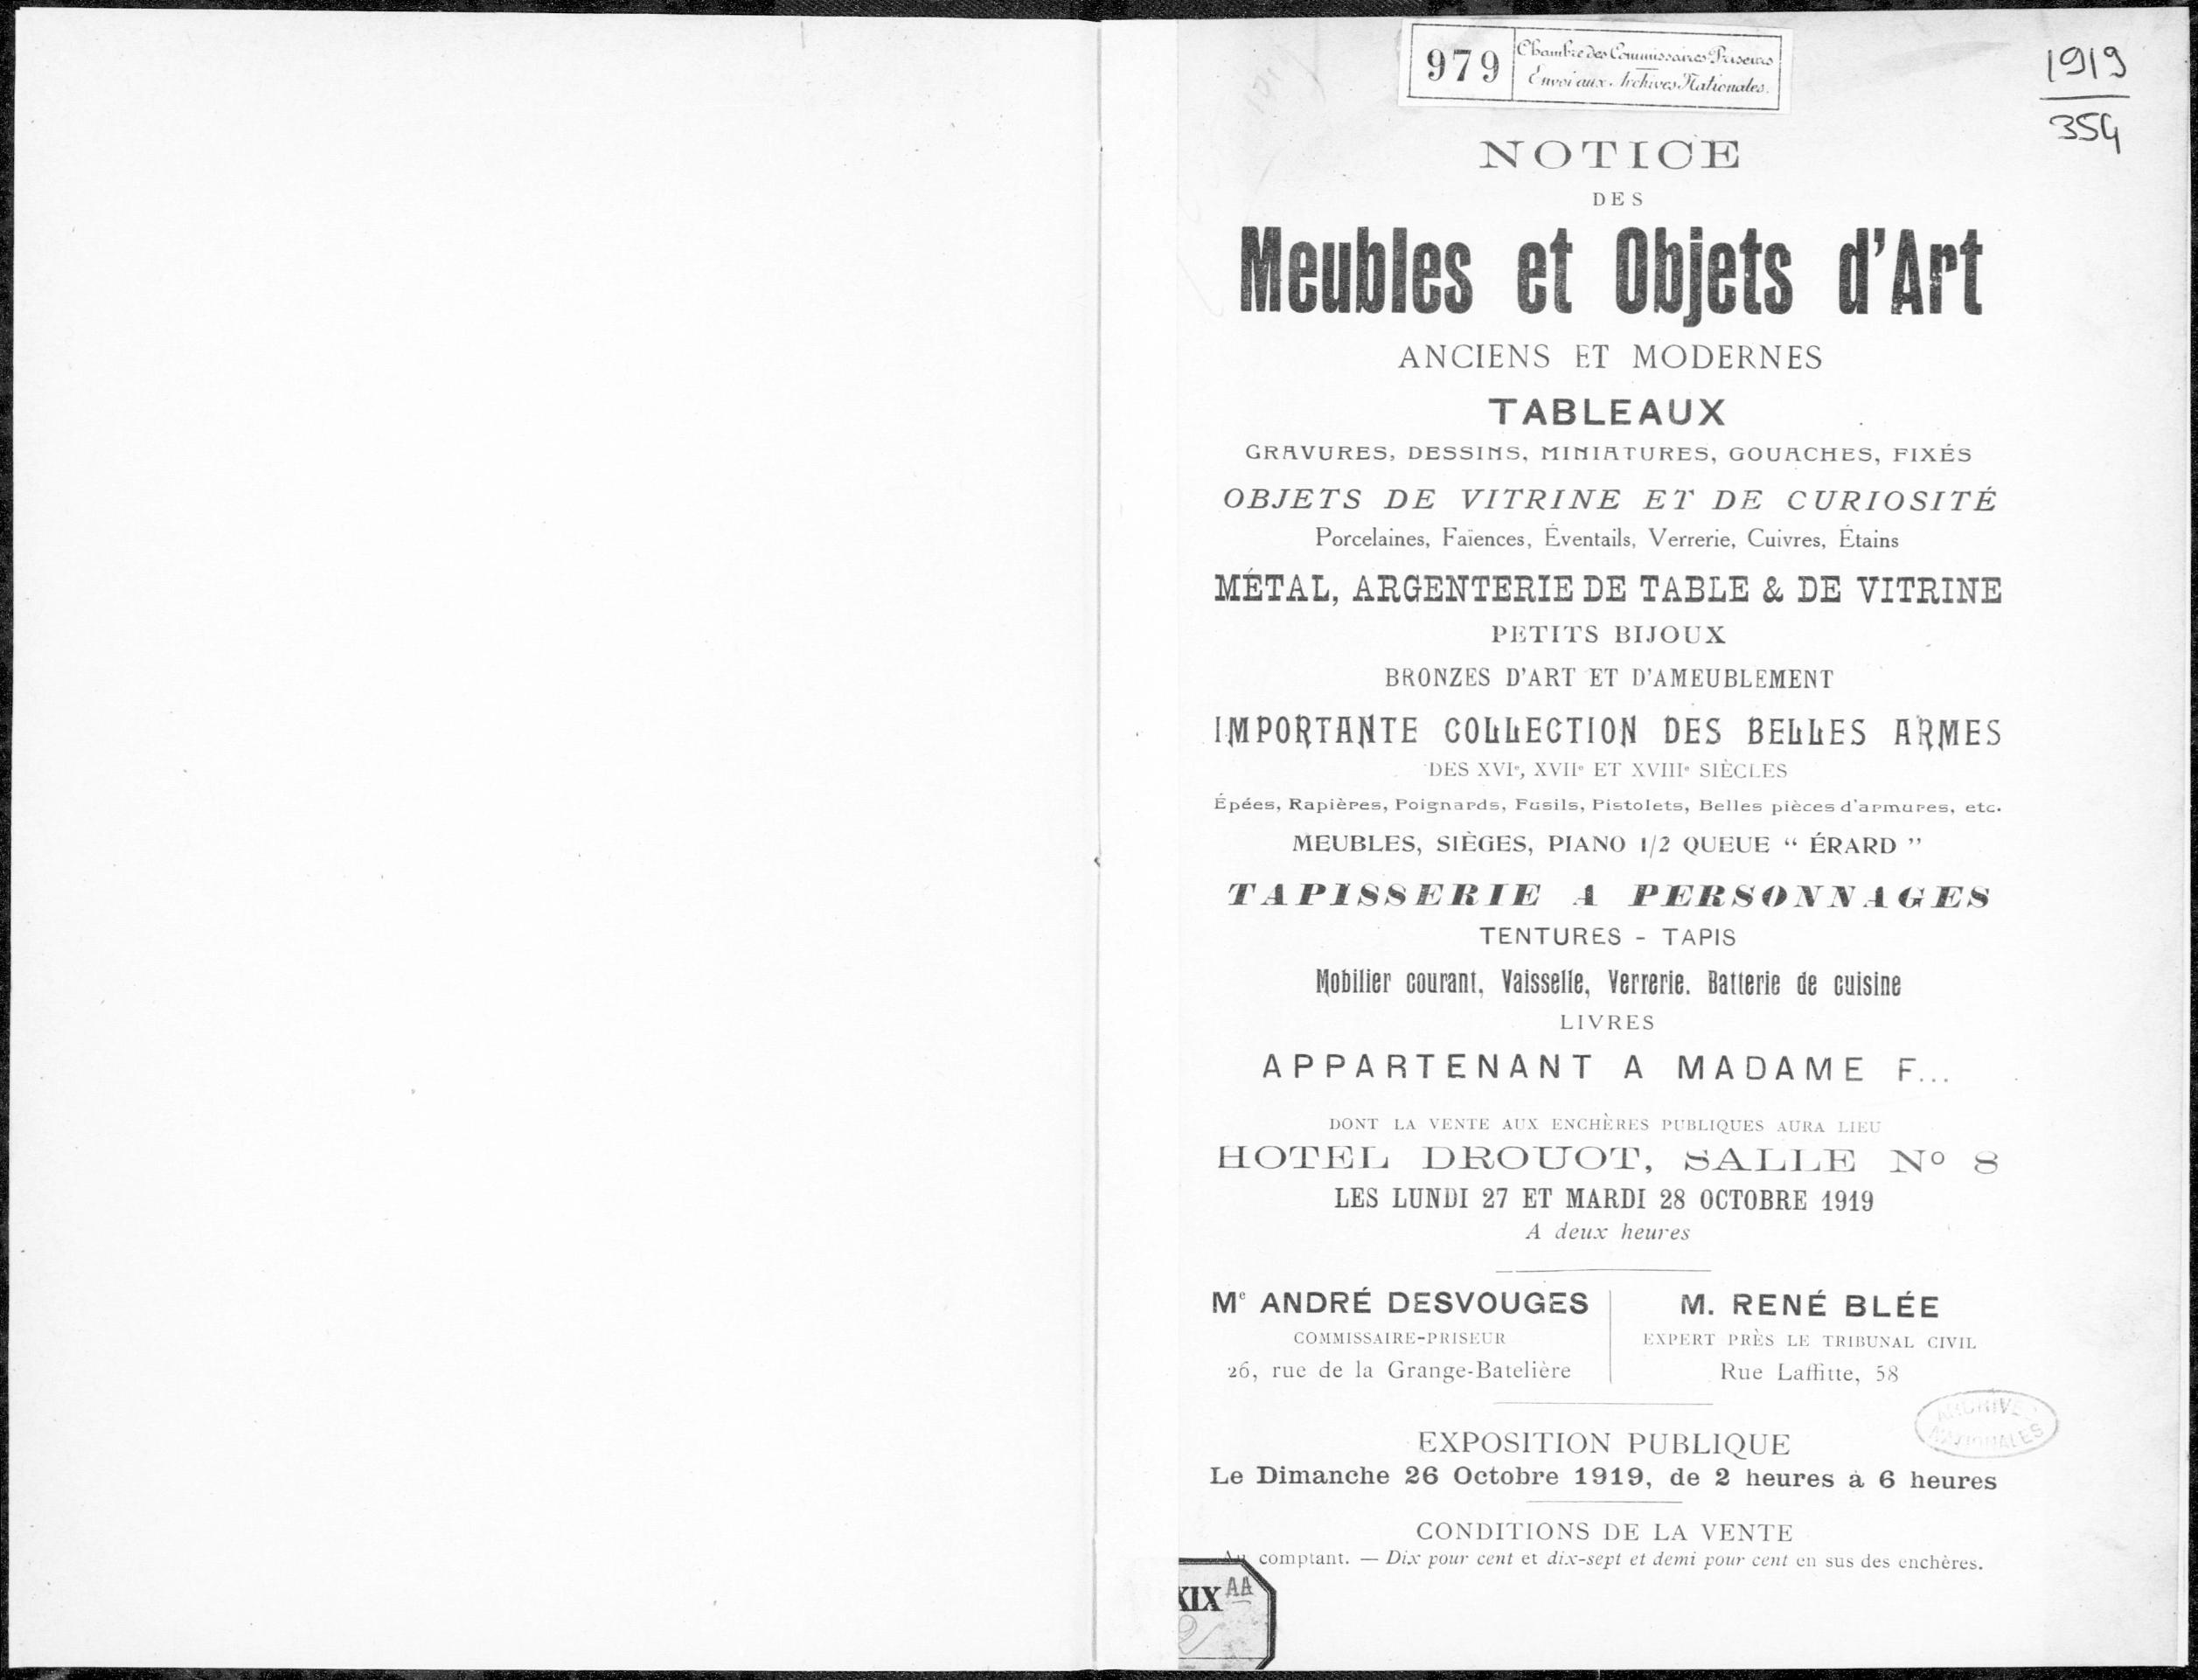 979
Chambre des Commissaires Priseurs
Envoi aux Archives Nationales.
1919
354
NOTICE
DES
Meubles et Objets d'Art
ANCIENS ET MODERNES
TABLEAUX
GRAVURES, DESSINS, MINIATURES, GOUACHES, FIXÉS
OBJETS DE VITRINE ET DE CURIOSITÉ
Porcelaines, Faïences, Éventails, Verrerie, Cuivres, Étains
MÉTAL, ARGENTERIE DE TABLE & DE VITRINE
PETITS BIJOUX
BRONZES D'ART ET D'AMEUBLEMENT
IMPORTANTE COLLECTION DES BELLES ARMES
DES XVIe, XVIIe ET XVIIIe SIÈCLES
Épées, Rapières, Poignards, Fusils, Pistolets, Belles pièces d'armures, etc.
MEUBLES, SIÈGES, PIANO 1/2 QUEUE “ ÉRARD ”
TAPISSERIE A PERSONNAGES
TENTURES - TAPIS
Mobilier courant, Vaisselle, Verrerie. Batterie de cuisine
LIVRES
APPARTENANT A MADAME F...
DONT LA VENTE AUX ENCHÈRES PUBLIQUES AURA LIEU
HOTEL DROUOT, SALLE No 8
LES LUNDI 27 ET MARDI 28 OCTOBRE 1919
A deux heures
Me ANDRÉ DESVOUGES
COMMISSAIRE-PRISEUR
26, rue de la Grange-Batelière
M. RENÉ BLÉE
EXPERT PRÈS LE TRIBUNAL CIVIL
Rue Laffitte, 58
ARCHIVES
NATIONALES
EXPOSITION PUBLIQUE
Le Dimanche 26 Octobre 1919, de 2 heures à 6 heures
CONDITIONS DE LA VENTE
Au comptant. — Dix pour cent et dix-sept et demi pour cent en sus des enchères.
XIX AA